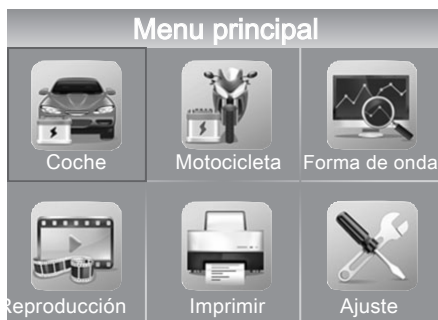 Menu principal
Coche Motocicleta Forma de onda
Reproducción Imprimir Ajuste